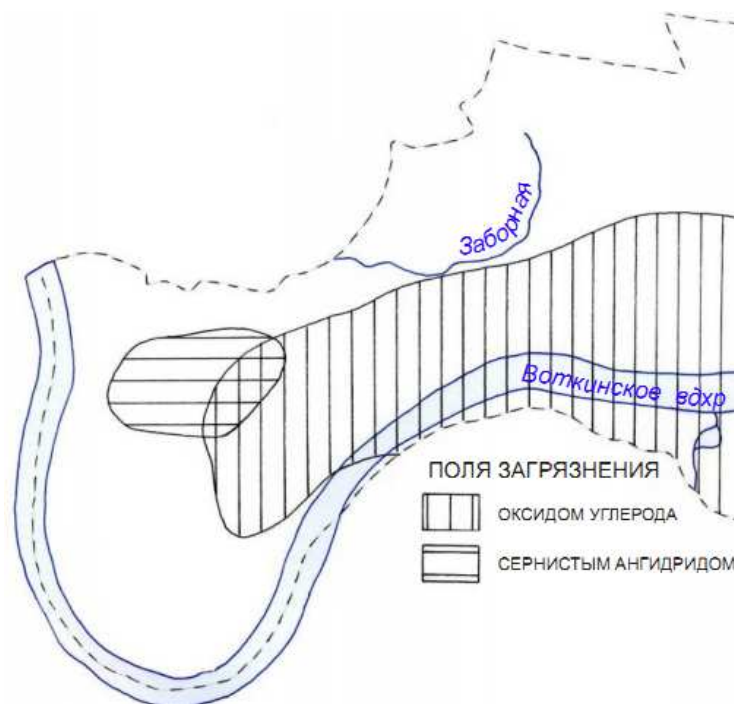 Заборная
Воткинское вдхр
ПОЛЯ ЗАГРЯЗНЕНИЯ
ОКСИДОМ УГЛЕРОДА
СЕРНИСТЫМ АНГИДРИДОМ